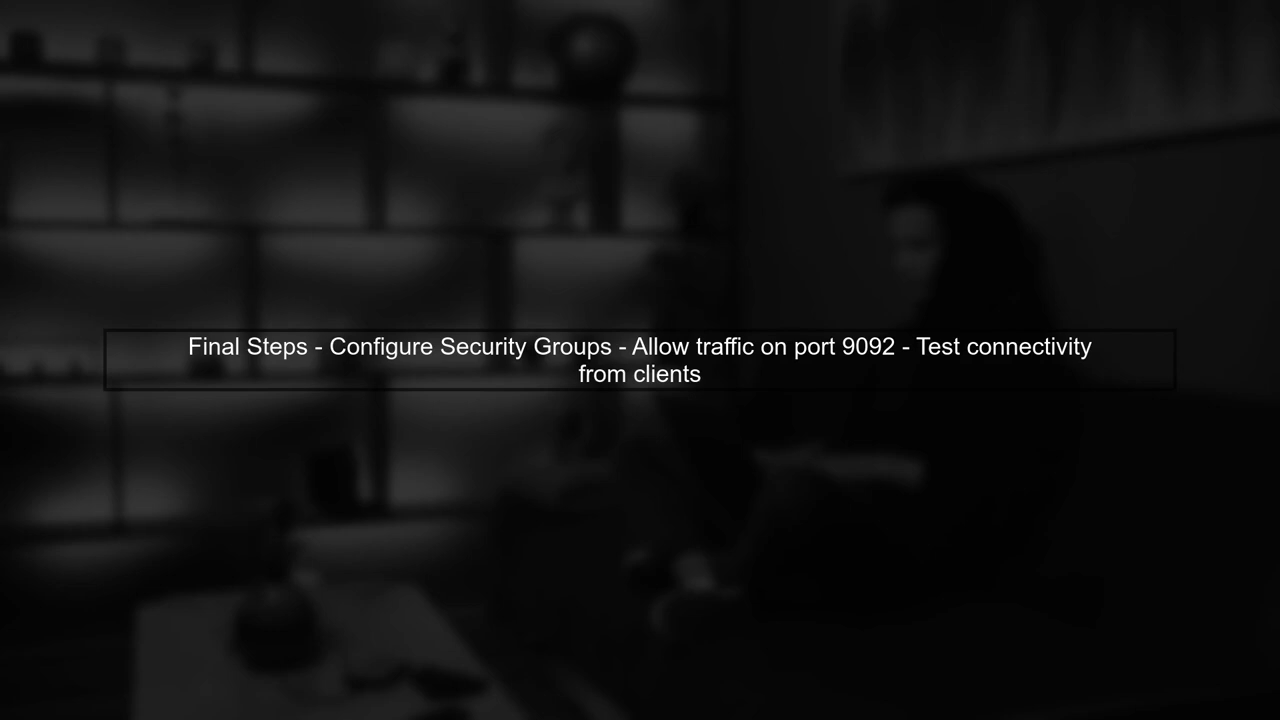 Final Steps - Configure Security Groups - Allow traffic on port 9092 - Test connectivity
from clients